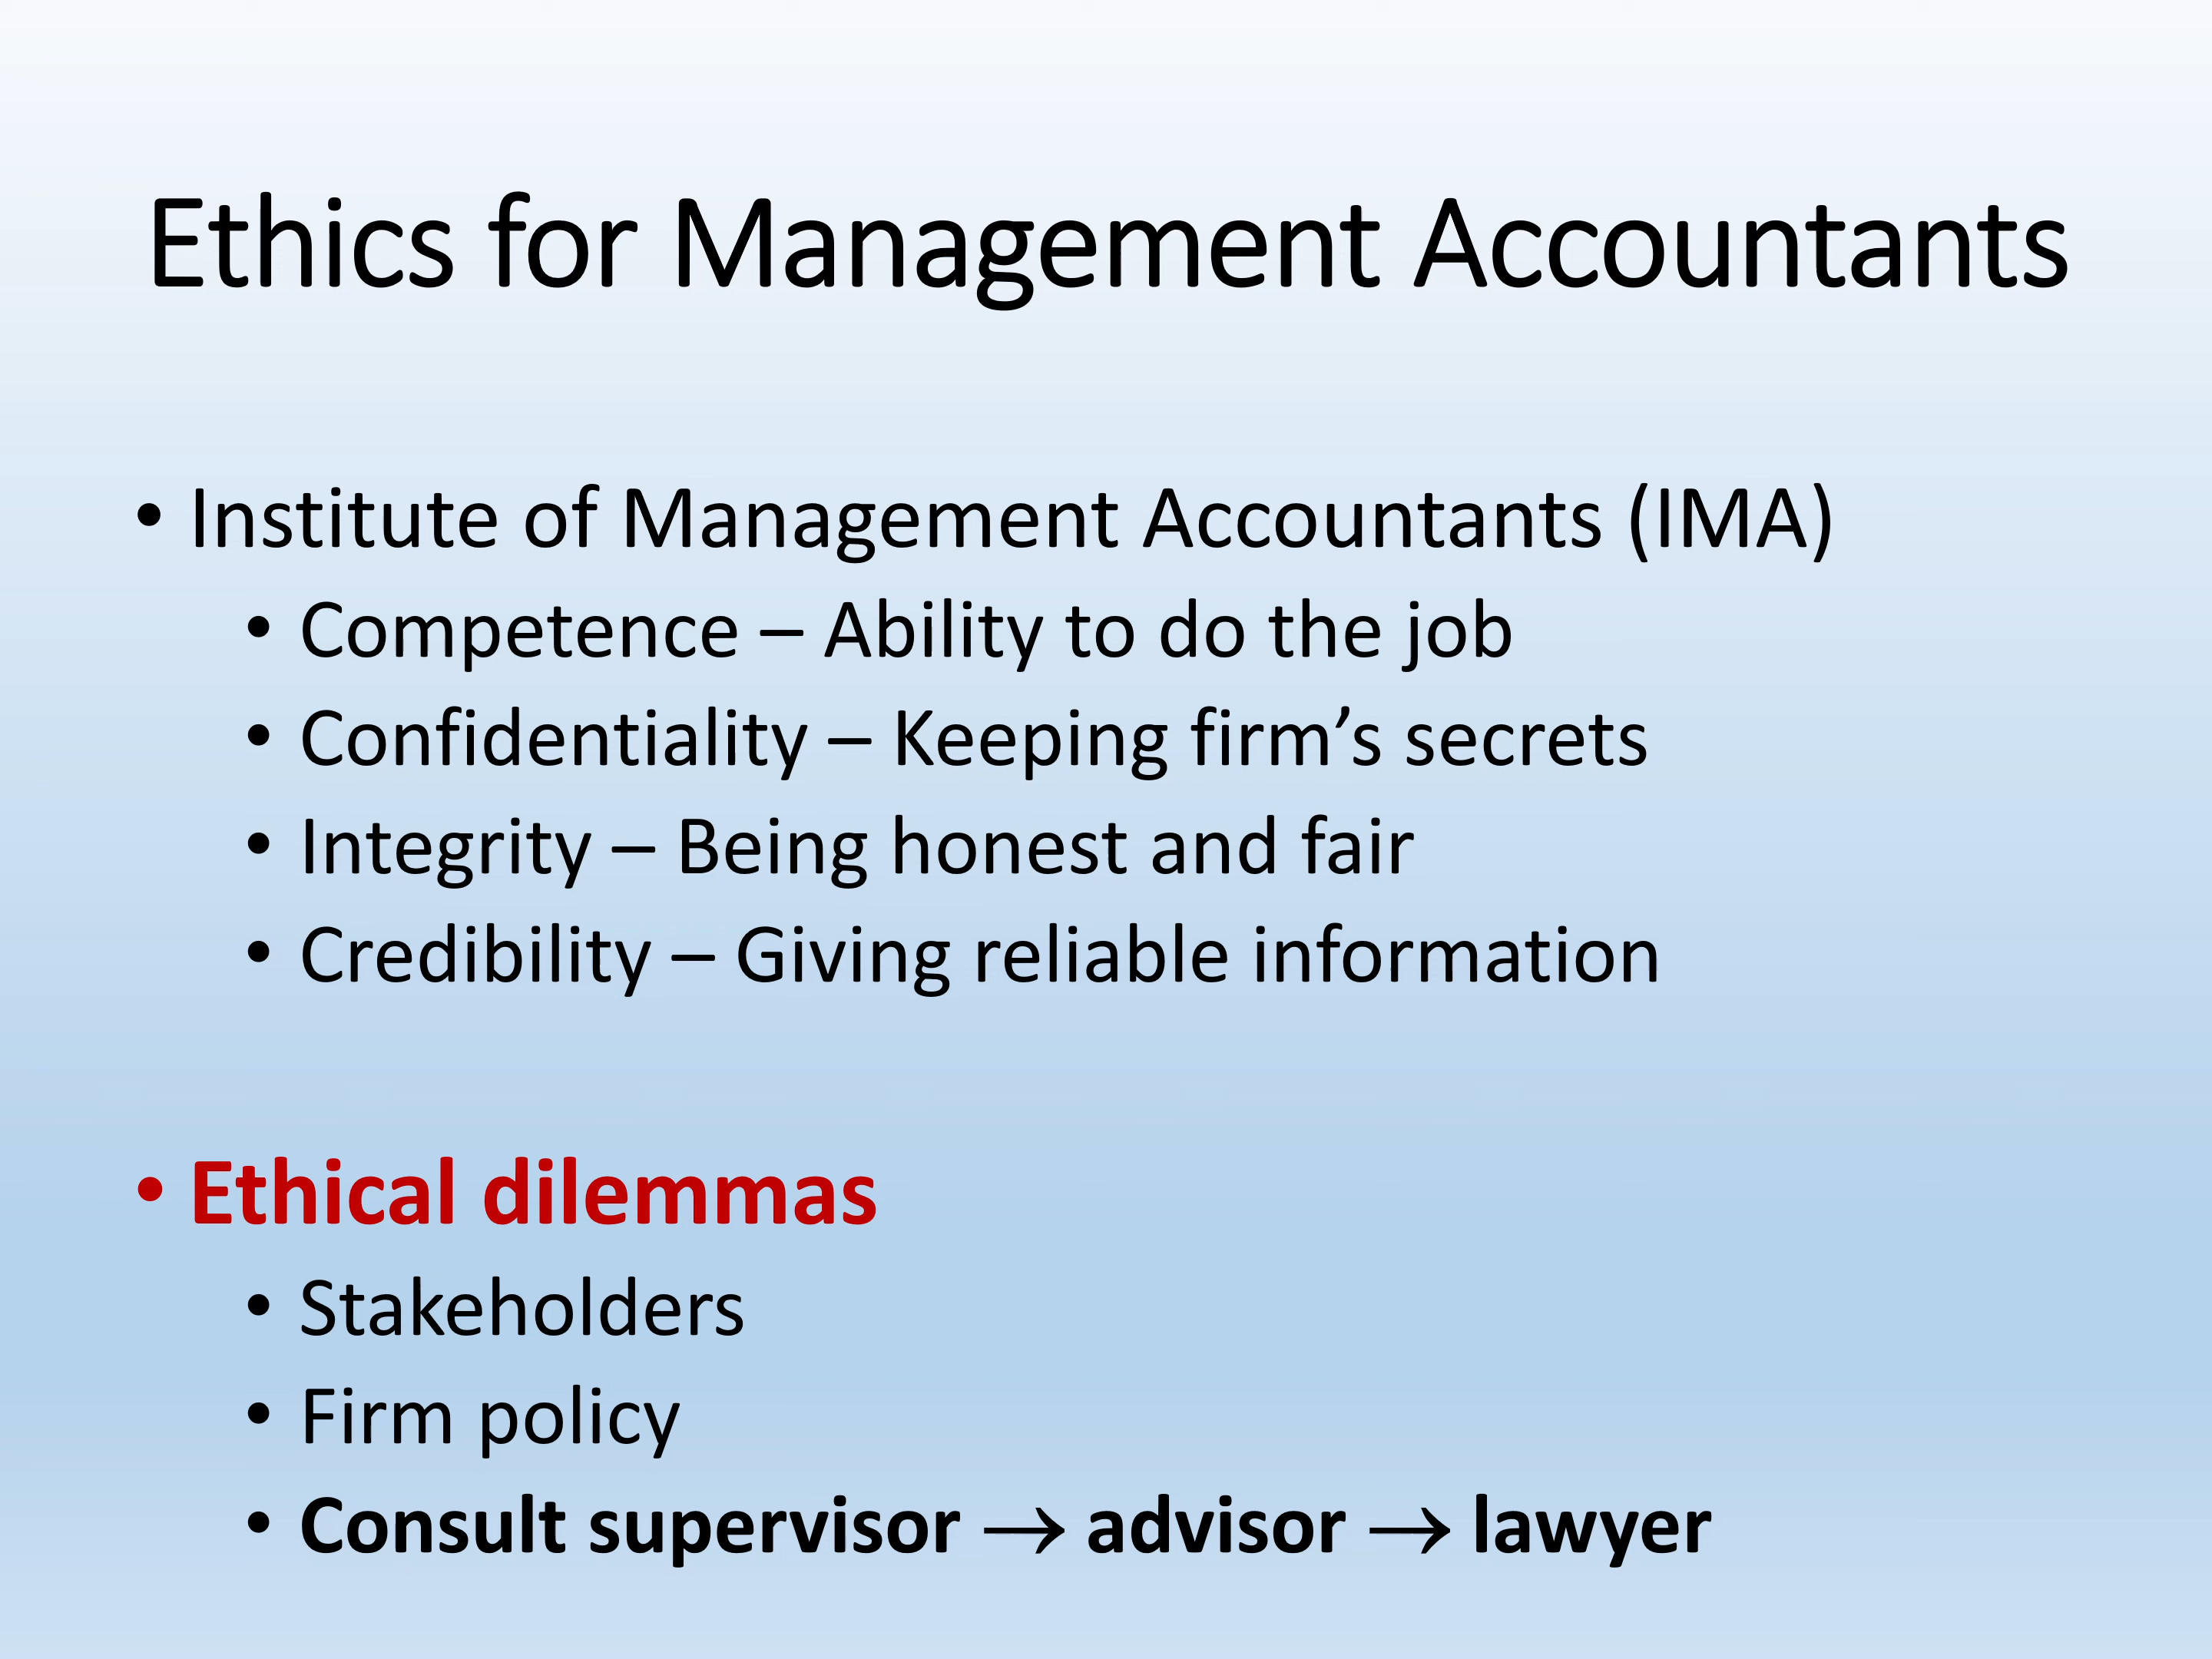 Ethics for Management Accountants
• Institute of Management Accountants (IMA)
• Competence – Ability to do the job
• Confidentiality – Keeping firm’s secrets
• Integrity – Being honest and fair
• Credibility – Giving reliable information
• Ethical dilemmas
• Stakeholders
• Firm policy
• Consult supervisor → advisor → lawyer